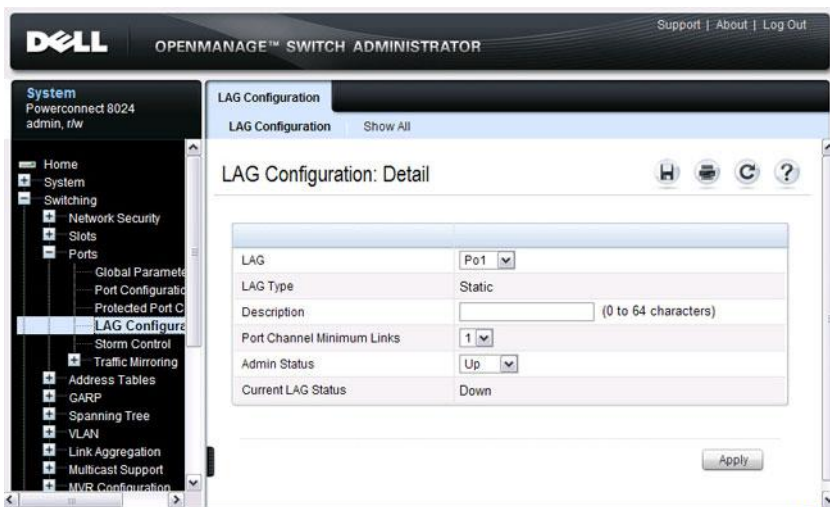 Support | About | Log Out
DELL OPENMANAGE™ SWITCH ADMINISTRATOR
System
Powerconnect 8024
admin, r/w
Home
System
Switching
Network Security
Slots
Ports
Global Paramete
Port Configuratio
Protected Port C
LAG Configura
Storm Control
Traffic Mirroring
Address Tables
GARP
Spanning Tree
VLAN
Link Aggregation
Multicast Support
MVR Configuration
LAG Configuration
LAG Configuration Show All
LAG Configuration: Detail
LAG Po1
LAG Type Static
Description (0 to 64 characters)
Port Channel Minimum Links 1
Admin Status Up
Current LAG Status Down
Apply